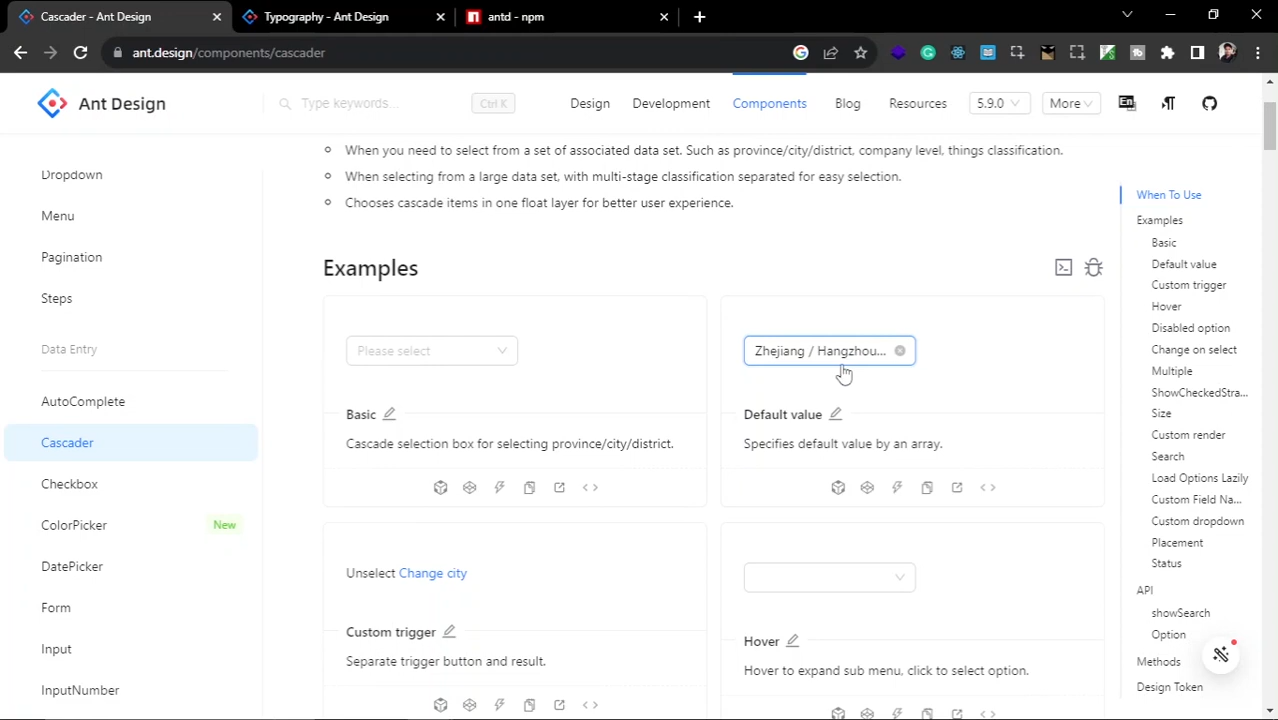 Cascader - Ant Design
Typography - Ant Design
antd - npm
ant.design/components/cascader
Ant Design
Type keywords...
Ctrl K
Design
Development
Components
Blog
Resources
5.9.0
More
En
Dropdown
Menu
Pagination
Steps
Data Entry
AutoComplete
Cascader
Checkbox
ColorPicker
New
DatePicker
Form
Input
InputNumber
When you need to select from a set of associated data set. Such as province/city/district, company level, things classification.
When selecting from a large data set, with multi-stage classification separated for easy selection.
Chooses cascade items in one float layer for better user experience.
Examples
Please select
Basic
Cascade selection box for selecting province/city/district.
Zhejiang / Hangzhou...
Default value
Specifies default value by an array.
Unselect Change city
Custom trigger
Separate trigger button and result.
Hover
Hover to expand sub menu, click to select option.
When To Use
Examples
Basic
Default value
Custom trigger
Hover
Disabled option
Change on select
Multiple
ShowCheckedStra...
Size
Custom render
Search
Load Options Lazily
Custom Field Na...
Custom dropdown
Placement
Status
API
showSearch
Option
Methods
Design Token